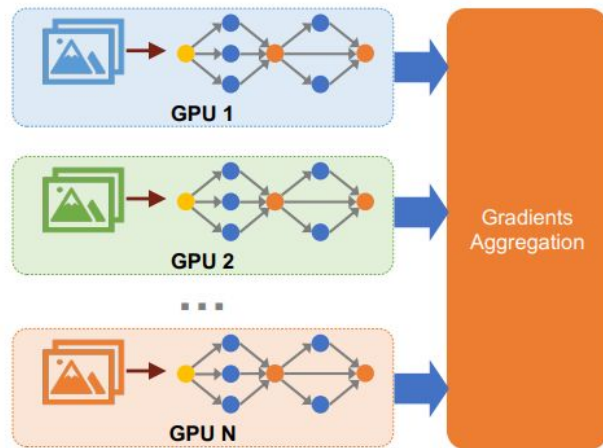 GPU 1
GPU 2
...
GPU N
Gradients
Aggregation